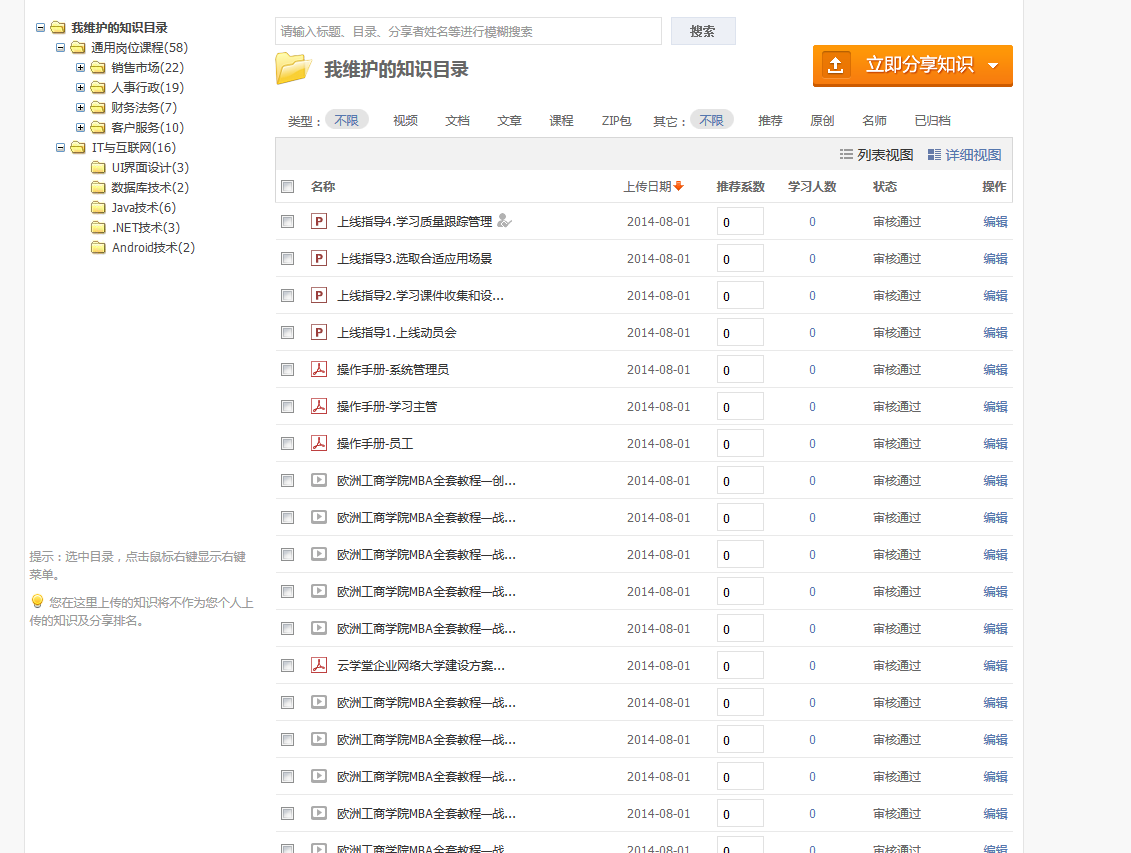 我维护的知识目录
通用岗位课程(58)
销售市场(22)
人事行政(19)
财务法务(7)
客户服务(10)
IT与互联网(16)
UI界面设计(3)
数据库技术(2)
Java技术(6)
.NET技术(3)
Android技术(2)
提示：选中目录，点击鼠标右键显示右键
菜单。
您在这里上传的知识将不作为您个人上
传的知识及分享排名。
请输入标题、目录、分享者姓名等进行模糊搜索 搜索
我维护的知识目录 立即分享知识
类型： 不限 视频 文档 文章 课程 ZIP包 其它： 不限 推荐 原创 名师 已归档
列表视图 详细视图
名称 上传日期 推荐系数 学习人数 状态 操作
P 上线指导4.学习质量跟踪管理 2014-08-01 0 0 审核通过 编辑
P 上线指导3.选取合适应用场景 2014-08-01 0 0 审核通过 编辑
P 上线指导2.学习课件收集和设... 2014-08-01 0 0 审核通过 编辑
P 上线指导1.上线动员会 2014-08-01 0 0 审核通过 编辑
操作手册-系统管理员 2014-08-01 0 0 审核通过 编辑
操作手册-学习主管 2014-08-01 0 0 审核通过 编辑
操作手册-员工 2014-08-01 0 0 审核通过 编辑
欧洲工商学院MBA全套教程—创... 2014-08-01 0 0 审核通过 编辑
欧洲工商学院MBA全套教程—战... 2014-08-01 0 0 审核通过 编辑
欧洲工商学院MBA全套教程—战... 2014-08-01 0 0 审核通过 编辑
欧洲工商学院MBA全套教程—战... 2014-08-01 0 0 审核通过 编辑
欧洲工商学院MBA全套教程—战... 2014-08-01 0 0 审核通过 编辑
云学堂企业网络大学建设方案... 2014-08-01 0 0 审核通过 编辑
欧洲工商学院MBA全套教程—战... 2014-08-01 0 0 审核通过 编辑
欧洲工商学院MBA全套教程—战... 2014-08-01 0 0 审核通过 编辑
欧洲工商学院MBA全套教程—战... 2014-08-01 0 0 审核通过 编辑
欧洲工商学院MBA全套教程—战... 2014-08-01 0 0 审核通过 编辑
欧洲工商学院MBA全套教程—战 2014-08-01 0 0 审核通过 编辑